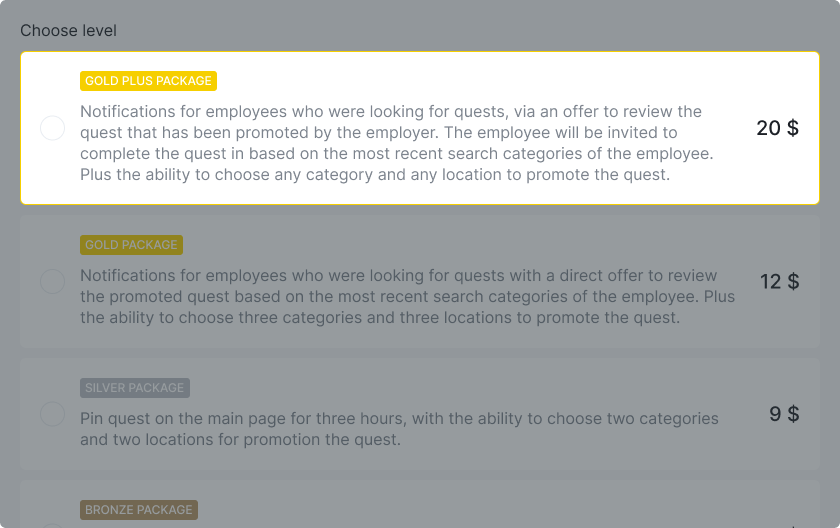 Choose level
GOLD PLUS PACKAGE
Notifications for employees who were looking for quests, via an offer to review the
quest that has been promoted by the employer. The employee will be invited to
complete the quest in based on the most recent search categories of the employee.
Plus the ability to choose any category and any location to promote the quest.
20 $
GOLD PACKAGE
Notifications for employees who were looking for quests with a direct offer to review
the promoted quest based on the most recent search categories of the employee. Plus
the ability to choose three categories and three locations to promote the quest.
12 $
SILVER PACKAGE
Pin quest on the main page for three hours, with the ability to choose two categories
and two locations for promotion the quest.
9 $
BRONZE PACKAGE